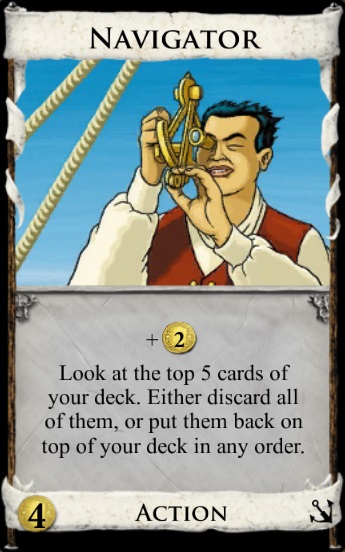 NAVIGATOR
+ 2
Look at the top 5 cards of
your deck. Either discard all
of them, or put them back on
top of your deck in any order.
4 ACTION